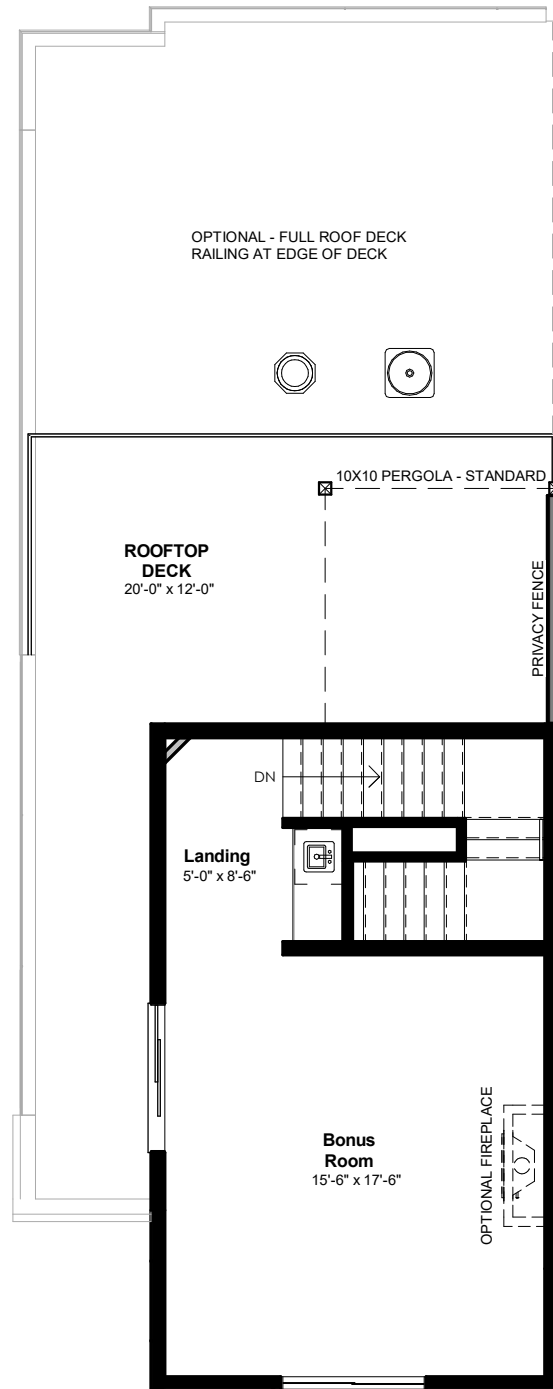 OPTIONAL - FULL ROOF DECK
RAILING AT EDGE OF DECK
10X10 PERGOLA - STANDARD
ROOFTOP
DECK
20'-0" x 12'-0"
PRIVACY FENCE
DN
Landing
5'-0" x 8'-6"
Bonus
Room
15'-6" x 17'-6"
OPTIONAL FIREPLACE